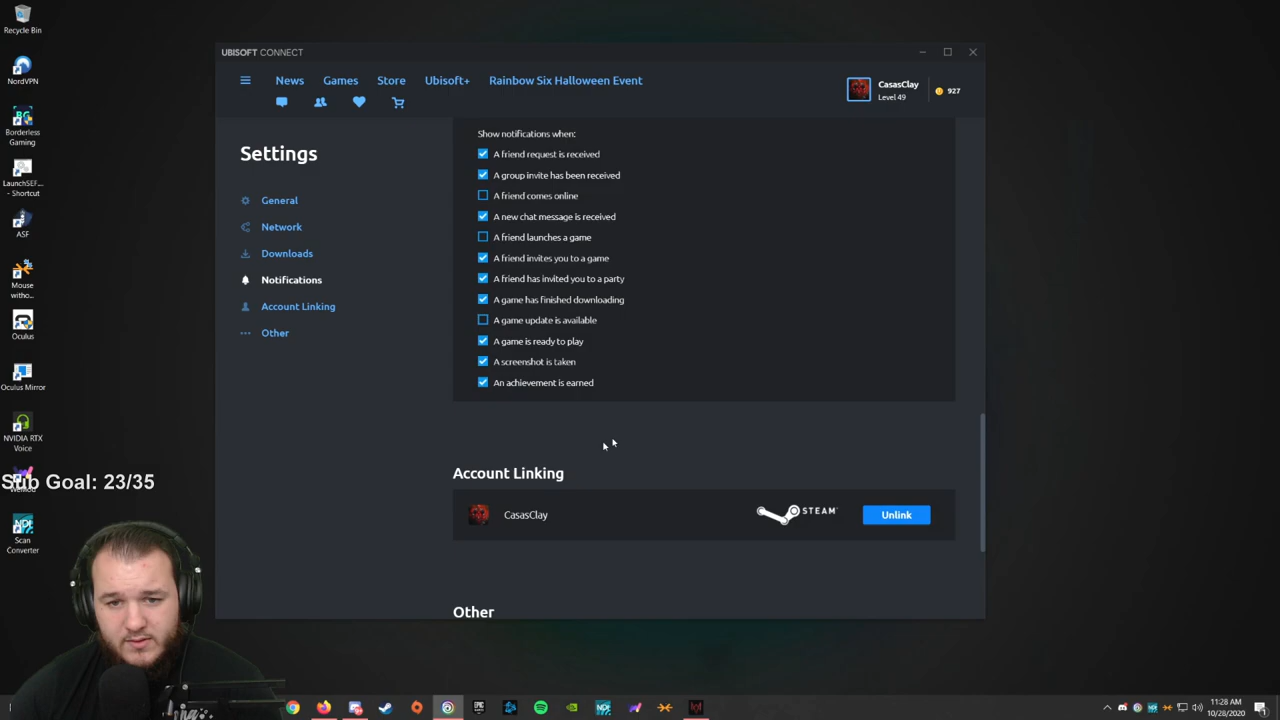 Recycle Bin
NordVPN
Borderless
Gaming
LaunchSEF...
- Shortcut
ASF
Mouse
witho...
Oculus
Oculus Mirror
NVIDIA RTX
Voice
Sub Goal: 23/35
NDI
Scan
Converter
UBISOFT CONNECT
News Games Store Ubisoft+ Rainbow Six Halloween Event
CasasClay
Level 49
927
Settings
General
Network
Downloads
Notifications
Account Linking
Other
Show notifications when:
A friend request is received
A group invite has been received
A friend comes online
A new chat message is received
A friend launches a game
A friend invites you to a game
A friend has invited you to a party
A game has finished downloading
A game update is available
A game is ready to play
A screenshot is taken
An achievement is earned
Account Linking
CasasClay
STEAM
Unlink
Other
11:28 AM
10/28/2020